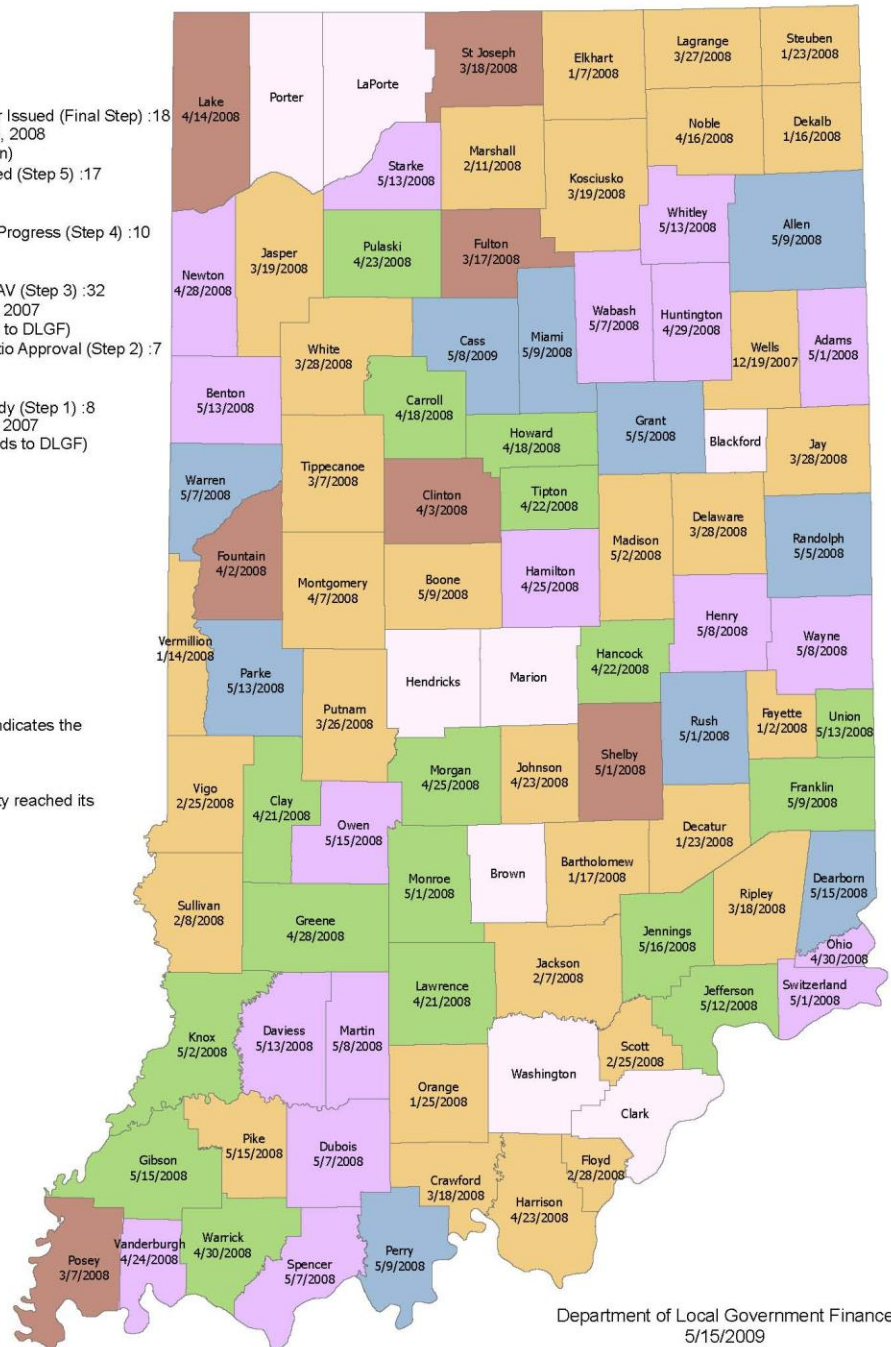 r Issued (Final Step) :18
, 2008
n)
ed (Step 5) :17
Progress (Step 4) :10
AV (Step 3) :32
2007
to DLGF)
tio Approval (Step 2) :7
dy (Step 1) :8
2007
ds to DLGF)
ndicates the
ty reached its
Lake
4/14/2008
Porter
LaPorte
St Joseph
3/18/2008
Elkhart
1/7/2008
Lagrange
3/27/2008
Steuben
1/23/2008
Noble
4/16/2008
Dekalb
1/16/2008
Starke
5/13/2008
Marshall
2/11/2008
Kosciusko
3/19/2008
Whitley
5/13/2008
Allen
5/9/2008
Newton
4/28/2008
Jasper
3/19/2008
Pulaski
4/23/2008
Fulton
3/17/2008
Wabash
5/7/2008
Huntington
4/29/2008
White
3/28/2008
Cass
5/8/2009
Miami
5/9/2008
Wells
12/19/2007
Adams
5/1/2008
Benton
5/13/2008
Carroll
4/18/2008
Howard
4/18/2008
Grant
5/5/2008
Blackford
Jay
3/28/2008
Warren
5/7/2008
Tippecanoe
3/7/2008
Clinton
4/3/2008
Tipton
4/22/2008
Madison
5/2/2008
Delaware
3/28/2008
Randolph
5/5/2008
Fountain
4/2/2008
Montgomery
4/7/2008
Boone
5/9/2008
Hamilton
4/25/2008
Henry
5/8/2008
Wayne
5/8/2008
Vermillion
1/14/2008
Parke
5/13/2008
Putnam
3/26/2008
Hendricks
Marion
Hancock
4/22/2008
Rush
5/1/2008
Fayette
1/2/2008
Union
5/13/2008
Vigo
2/25/2008
Clay
4/21/2008
Owen
5/15/2008
Morgan
4/25/2008
Johnson
4/23/2008
Shelby
5/1/2008
Franklin
5/9/2008
Decatur
1/23/2008
Sullivan
2/8/2008
Greene
4/28/2008
Monroe
5/1/2008
Brown
Bartholomew
1/17/2008
Ripley
3/18/2008
Dearborn
5/15/2008
Jennings
5/16/2008
Ohio
4/30/2008
Jackson
2/7/2008
Lawrence
4/21/2008
Jefferson
5/12/2008
Switzerland
5/1/2008
Knox
5/2/2008
Daviess
5/13/2008
Martin
5/8/2008
Washington
Scott
2/25/2008
Orange
1/25/2008
Clark
Pike
5/15/2008
Dubois
5/7/2008
Gibson
5/15/2008
Crawford
3/18/2008
Harrison
4/23/2008
Floyd
2/28/2008
Posey
3/7/2008
Vanderburgh
4/24/2008
Warrick
4/30/2008
Spencer
5/7/2008
Perry
5/9/2008
Department of Local Government Finance
5/15/2009